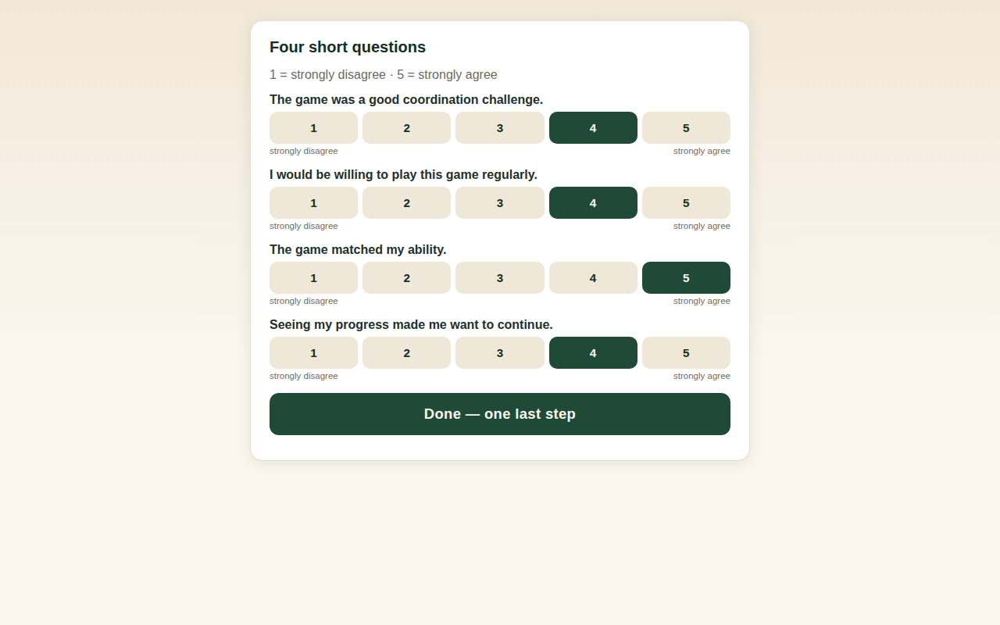 Four short questions
1 = strongly disagree · 5 = strongly agree
The game was a good coordination challenge.
1 2 3 4 5
strongly disagree strongly agree
I would be willing to play this game regularly.
1 2 3 4 5
strongly disagree strongly agree
The game matched my ability.
1 2 3 4 5
strongly disagree strongly agree
Seeing my progress made me want to continue.
1 2 3 4 5
strongly disagree strongly agree
Done — one last step